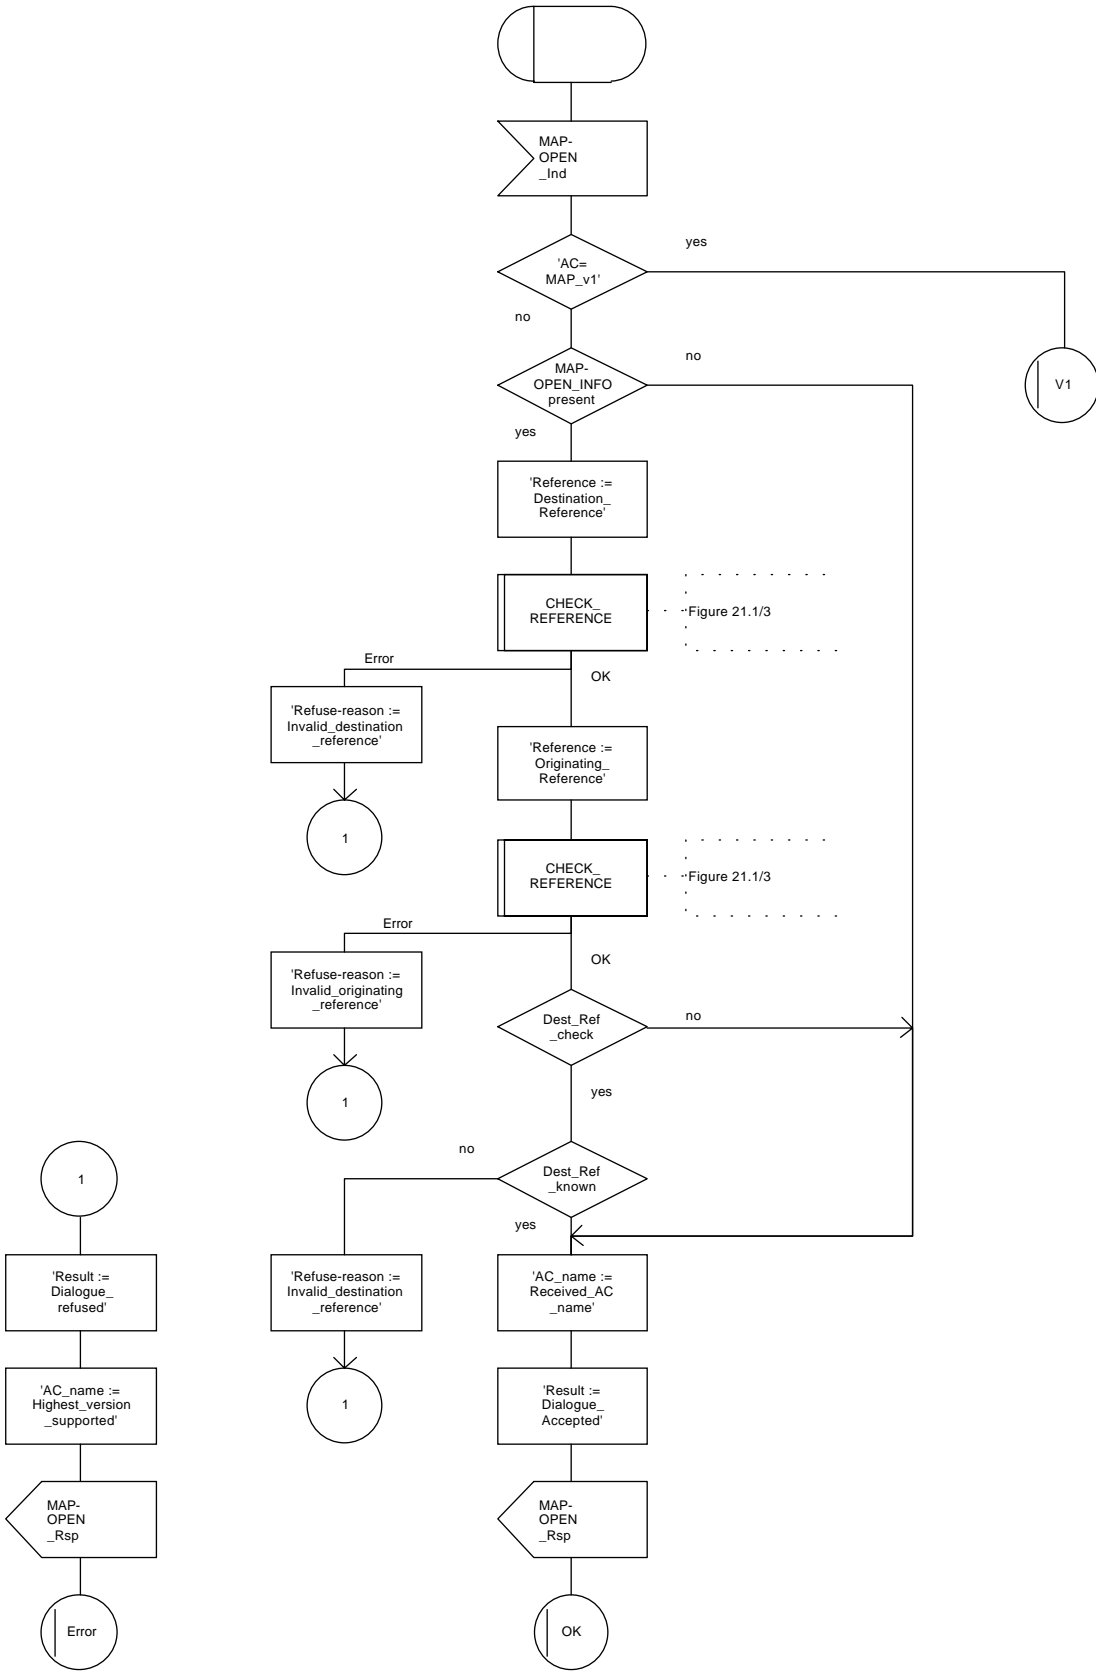 MAP-
OPEN
_Ind
yes
'AC=
MAP_v1'
no
no
MAP-
OPEN_INFO
present
V1
yes
'Reference :=
Destination_
Reference'
CHECK_
REFERENCE
Figure 21.1/3
Error
OK
'Refuse-reason :=
Invalid_destination
_reference'
'Reference :=
Originating_
Reference'
1
CHECK_
REFERENCE
Figure 21.1/3
Error
OK
'Refuse-reason :=
Invalid_originating
_reference'
Dest_Ref
_check
no
1
yes
no
Dest_Ref
_known
1
yes
'Result :=
Dialogue_
refused'
'Refuse-reason :=
Invalid_destination
_reference'
'AC_name :=
Received_AC
_name'
'AC_name :=
Highest_version
_supported'
1
'Result :=
Dialogue_
Accepted'
MAP-
OPEN
_Rsp
MAP-
OPEN
_Rsp
Error
OK